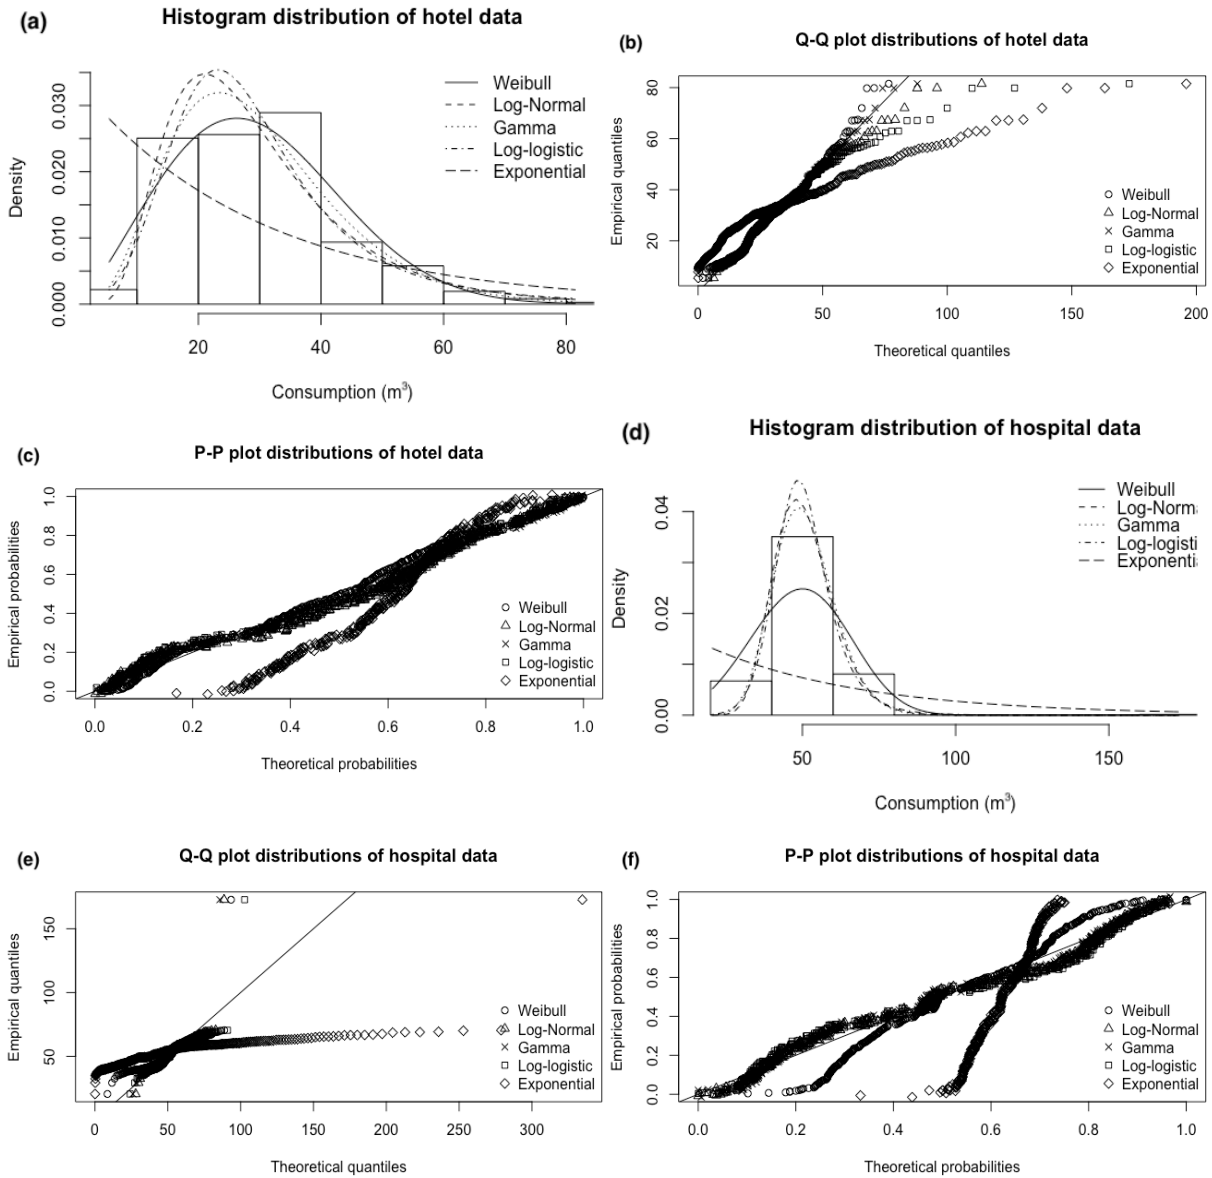 (a)
Histogram distribution of hotel data
Density
0.000
0.010
0.020
0.030
Weibull
Log-Normal
Gamma
Log-logistic
Exponential
20 40 60 80
Consumption (m³)
(b)
Q-Q plot distributions of hotel data
Empirical quantiles
20
40
60
80
Weibull
Log-Normal
Gamma
Log-logistic
Exponential
0 50 100 150 200
Theoretical quantiles
(c)
P-P plot distributions of hotel data
Empirical probabilities
0.0
0.2
0.4
0.6
0.8
1.0
Weibull
Log-Normal
Gamma
Log-logistic
Exponential
0.0 0.2 0.4 0.6 0.8 1.0
Theoretical probabilities
(d)
Histogram distribution of hospital data
Density
0.00
0.02
0.04
Weibull
Log-Norm
Gamma
Log-logisti
Exponenti
50 100 150
Consumption (m³)
(e)
Q-Q plot distributions of hospital data
Empirical quantiles
50
100
150
Weibull
Log-Normal
Gamma
Log-logistic
Exponential
0 50 100 150 200 250 300
Theoretical quantiles
(f)
P-P plot distributions of hospital data
Empirical probabilities
0.0
0.2
0.4
0.6
0.8
1.0
Weibull
Log-Normal
Gamma
Log-logistic
Exponential
0.0 0.2 0.4 0.6 0.8 1.0
Theoretical probabilities